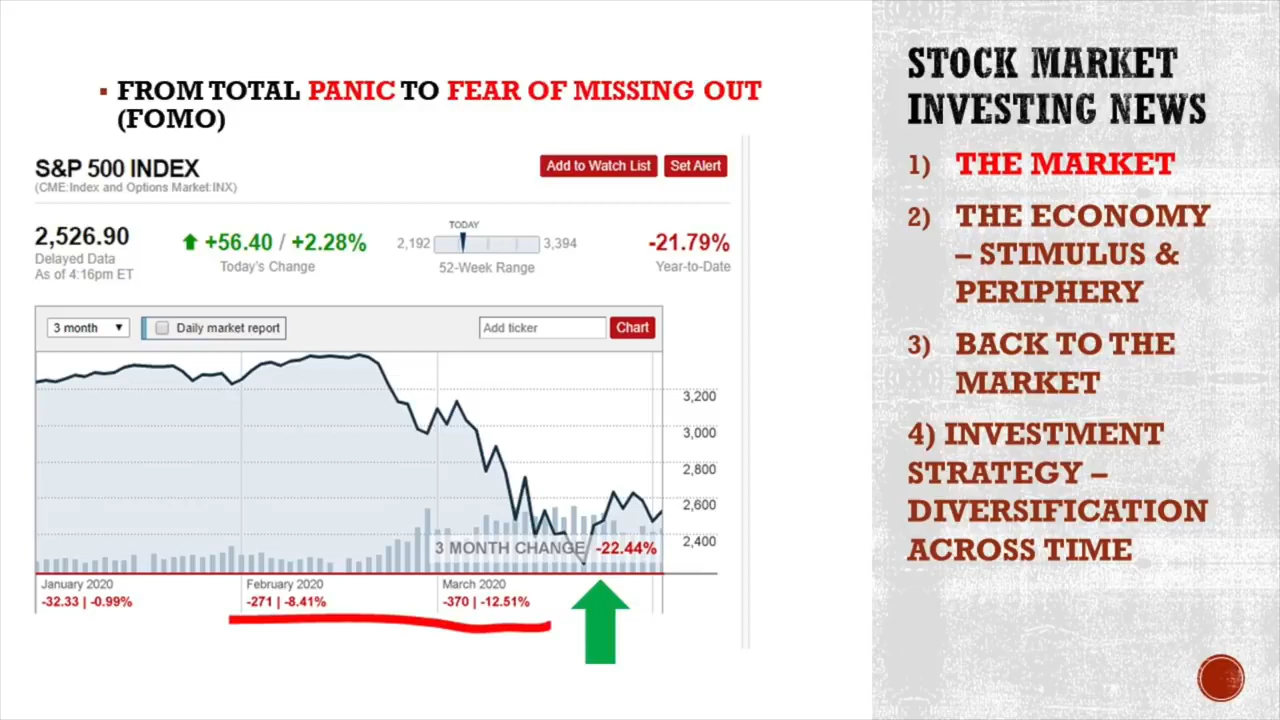 FROM TOTAL PANIC TO FEAR OF MISSING OUT
(FOMO)
S&P 500 INDEX
(CME:Index and Options Market:INX)
Add to Watch List
Set Alert
2,526.90
Delayed Data
As of 4:16pm ET
+56.40 / +2.28%
Today's Change
TODAY
2,192
3,394
52-Week Range
-21.79%
Year-to-Date
3 month
Daily market report
Add ticker
Chart
3,200
3,000
2,800
2,600
2,400
3 MONTH CHANGE -22.44%
January 2020
-32.33 | -0.99%
February 2020
-271 | -8.41%
March 2020
-370 | -12.51%
STOCK MARKET
INVESTING NEWS
1) THE MARKET
2) THE ECONOMY
– STIMULUS &
PERIPHERY
3) BACK TO THE
MARKET
4) INVESTMENT
STRATEGY –
DIVERSIFICATION
ACROSS TIME